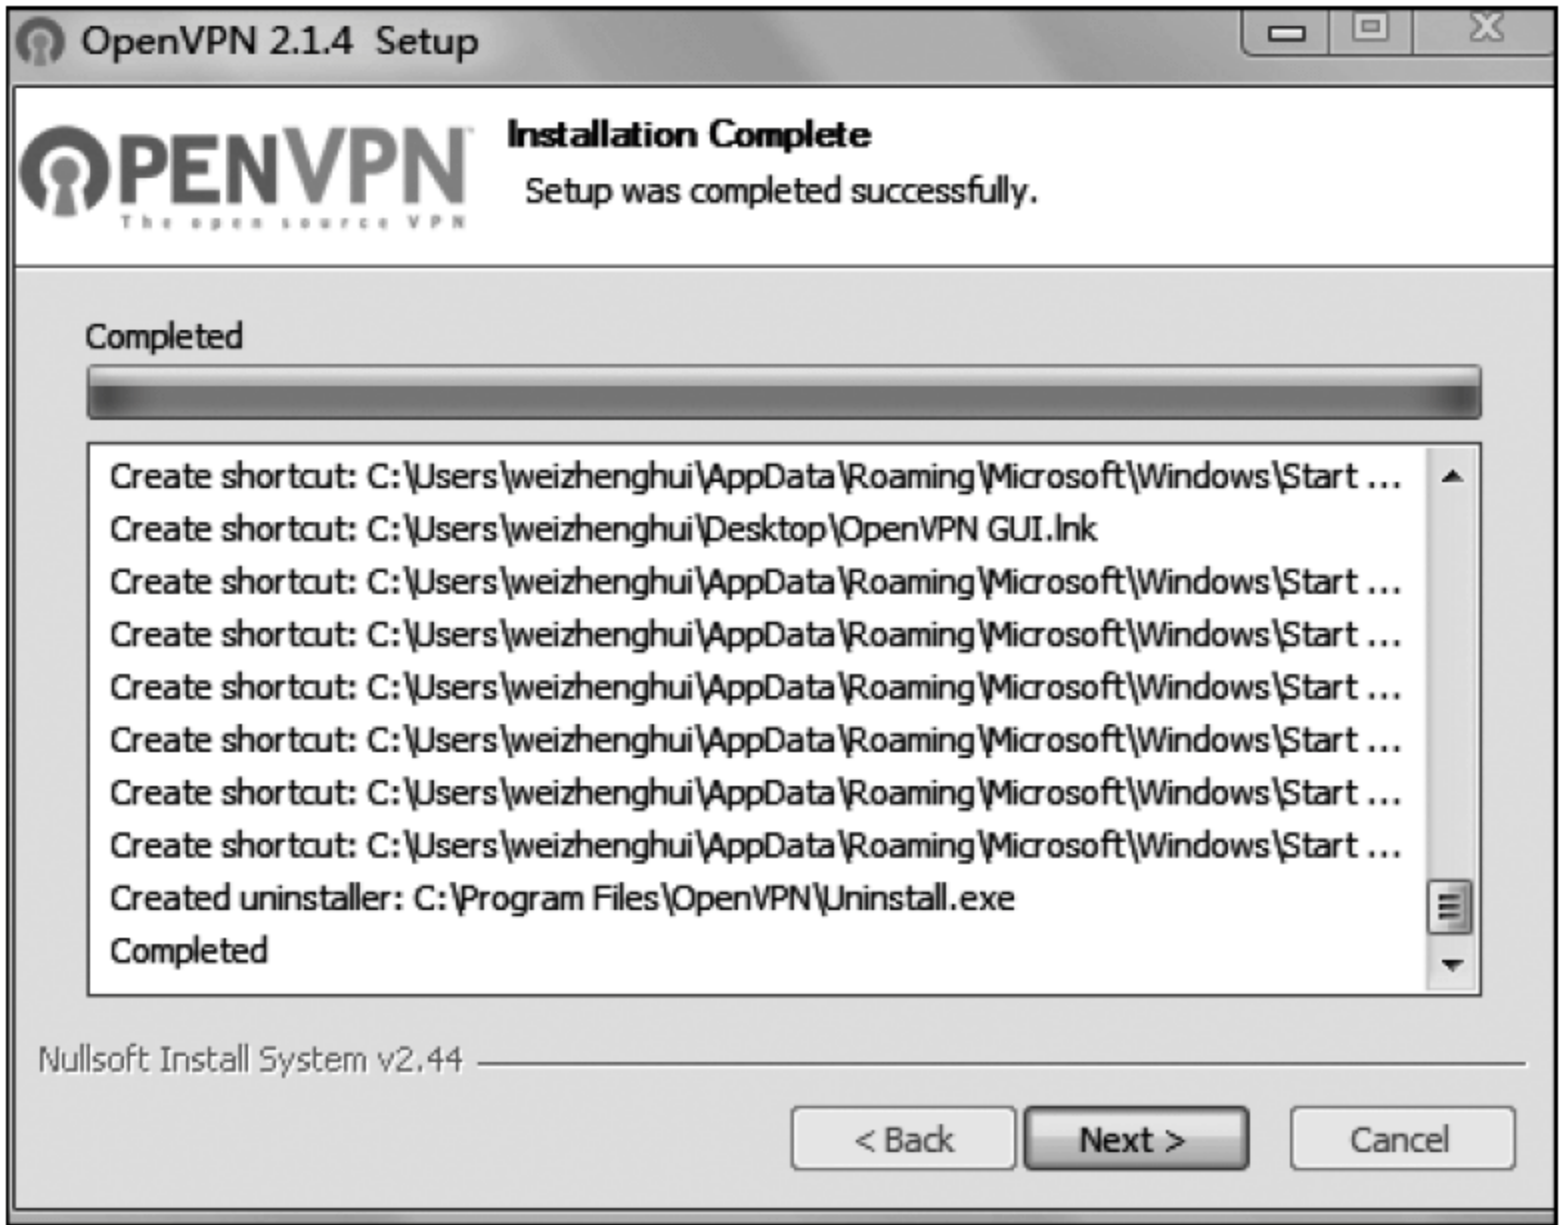 OpenVPN 2.1.4 Setup
OPENVPN
The open source VPN
Installation Complete
Setup was completed successfully.
Completed
Create shortcut: C:\Users\weizhenghui\AppData\Roaming\Microsoft\Windows\Start ...
Create shortcut: C:\Users\weizhenghui\Desktop\OpenVPN GUI.lnk
Create shortcut: C:\Users\weizhenghui\AppData\Roaming\Microsoft\Windows\Start ...
Create shortcut: C:\Users\weizhenghui\AppData\Roaming\Microsoft\Windows\Start ...
Create shortcut: C:\Users\weizhenghui\AppData\Roaming\Microsoft\Windows\Start ...
Create shortcut: C:\Users\weizhenghui\AppData\Roaming\Microsoft\Windows\Start ...
Create shortcut: C:\Users\weizhenghui\AppData\Roaming\Microsoft\Windows\Start ...
Create shortcut: C:\Users\weizhenghui\AppData\Roaming\Microsoft\Windows\Start ...
Created uninstaller: C:\Program Files\OpenVPN\Uninstall.exe
Completed
Nullsoft Install System v2.44
< Back
Next >
Cancel